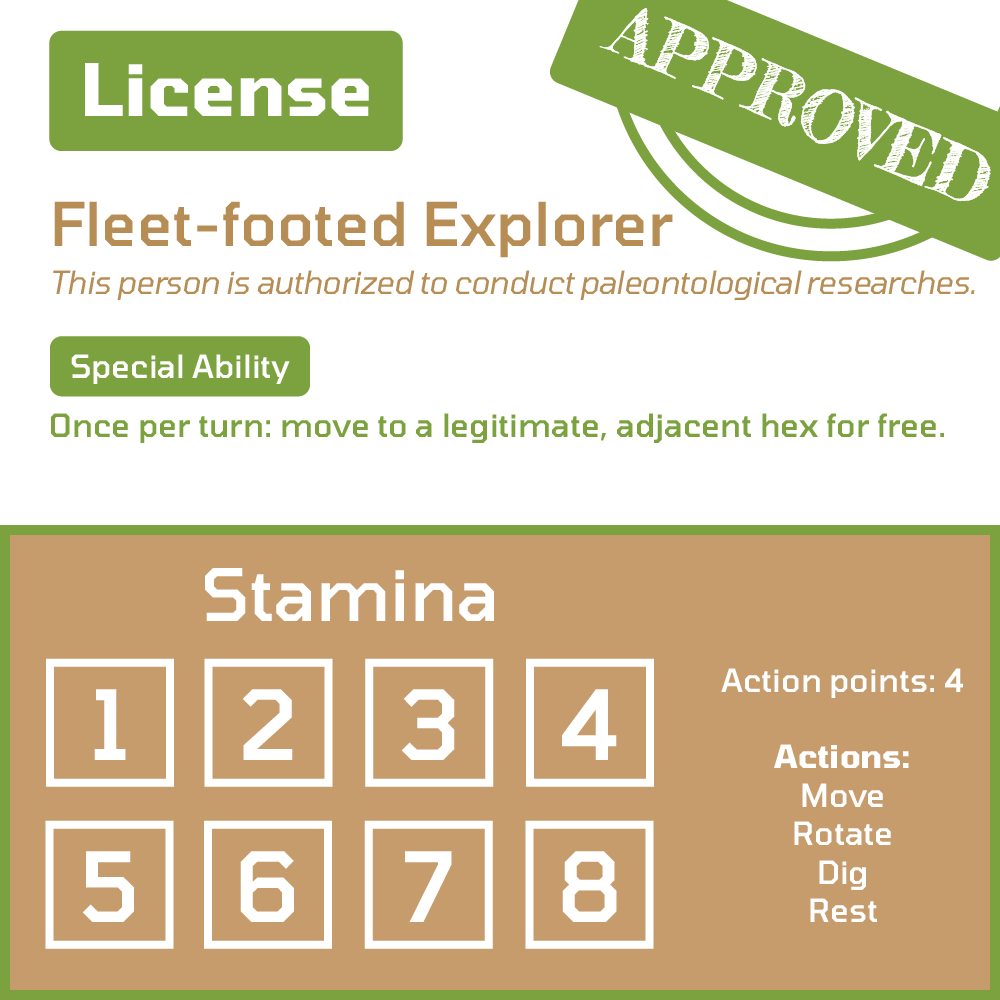 License
APPROVED
Fleet-footed Explorer
This person is authorized to conduct paleontological researches.
Special Ability
Once per turn: move to a legitimate, adjacent hex for free.
Stamina
1 2 3 4
5 6 7 8
Action points: 4
Actions:
Move
Rotate
Dig
Rest